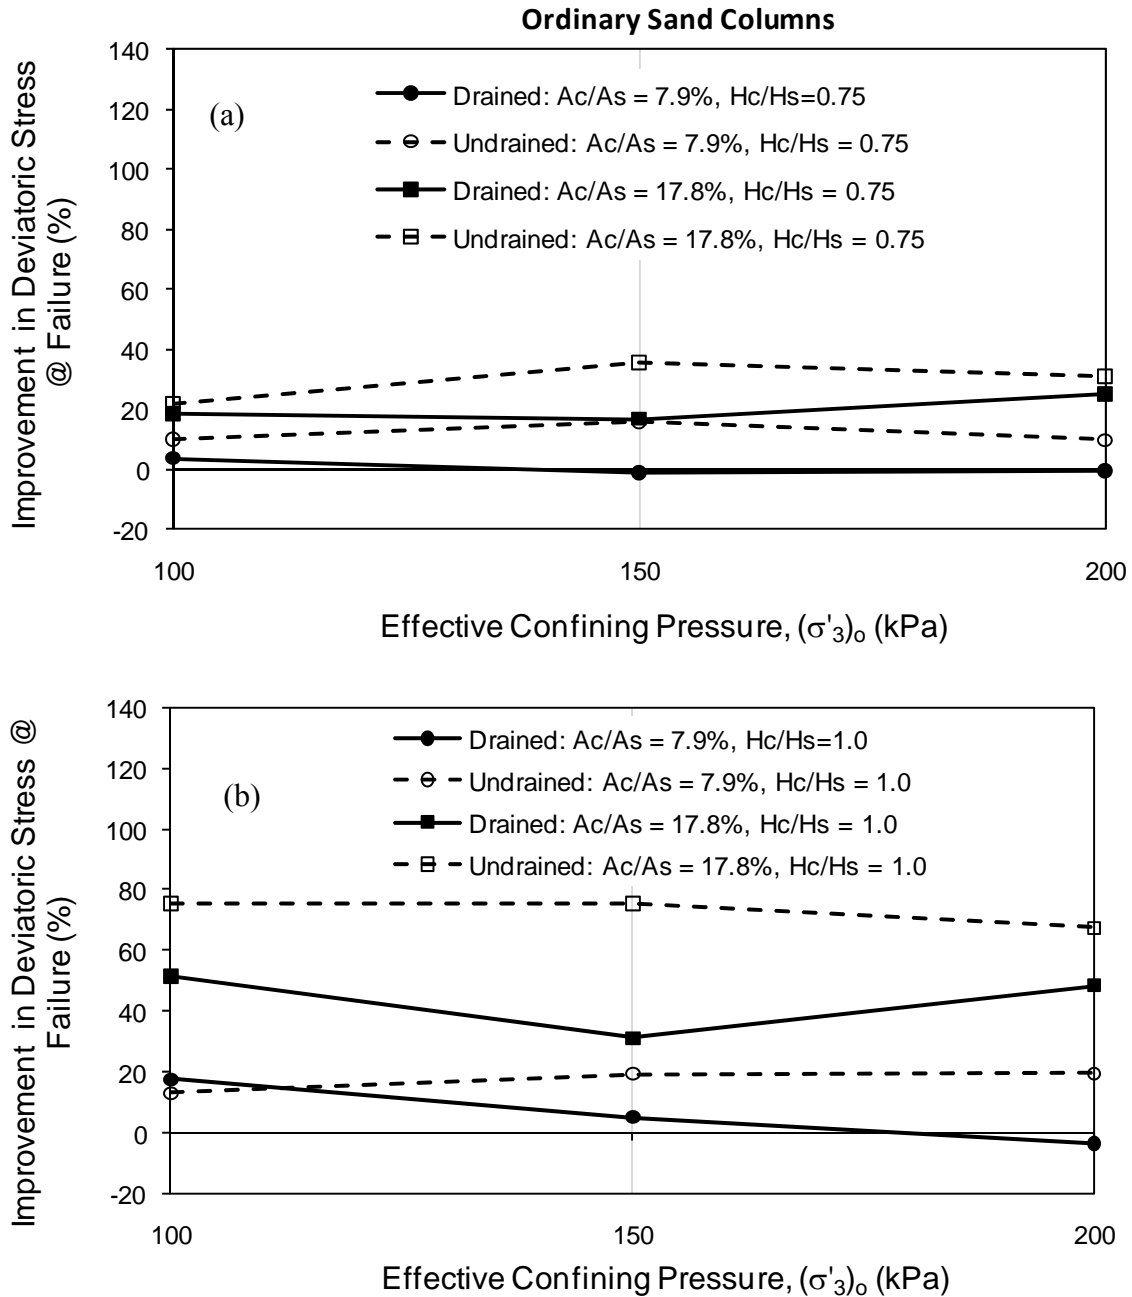 Ordinary Sand Columns
Improvement in Deviatoric Stress
@ Failure (%)
140
120
100
80
60
40
20
0
-20
(a)
Drained: Ac/As = 7.9%, Hc/Hs=0.75
Undrained: Ac/As = 7.9%, Hc/Hs = 0.75
Drained: Ac/As = 17.8%, Hc/Hs = 0.75
Undrained: Ac/As = 17.8%, Hc/Hs = 0.75
100 150 200
Effective Confining Pressure, (σ'₃)ₒ (kPa)
Improvement in Deviatoric Stress @
Failure (%)
140
120
100
80
60
40
20
0
-20
(b)
Drained: Ac/As = 7.9%, Hc/Hs=1.0
Undrained: Ac/As = 7.9%, Hc/Hs = 1.0
Drained: Ac/As = 17.8%, Hc/Hs = 1.0
Undrained: Ac/As = 17.8%, Hc/Hs = 1.0
100 150 200
Effective Confining Pressure, (σ'₃)ₒ (kPa)